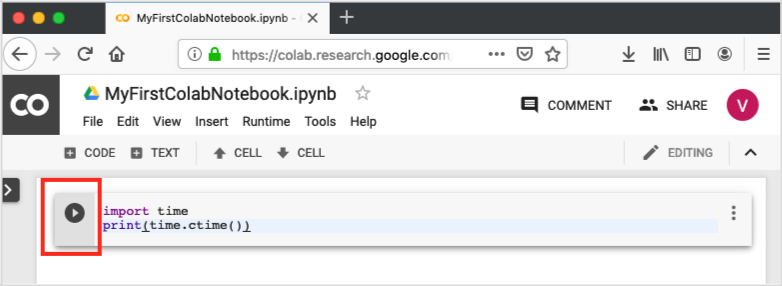 MyFirstColabNotebook.ipynb -
https://colab.research.google.com
CO
MyFirstColabNotebook.ipynb
File Edit View Insert Runtime Tools Help
COMMENT
SHARE
V
CODE TEXT CELL CELL
EDITING
import time
print(time.ctime())